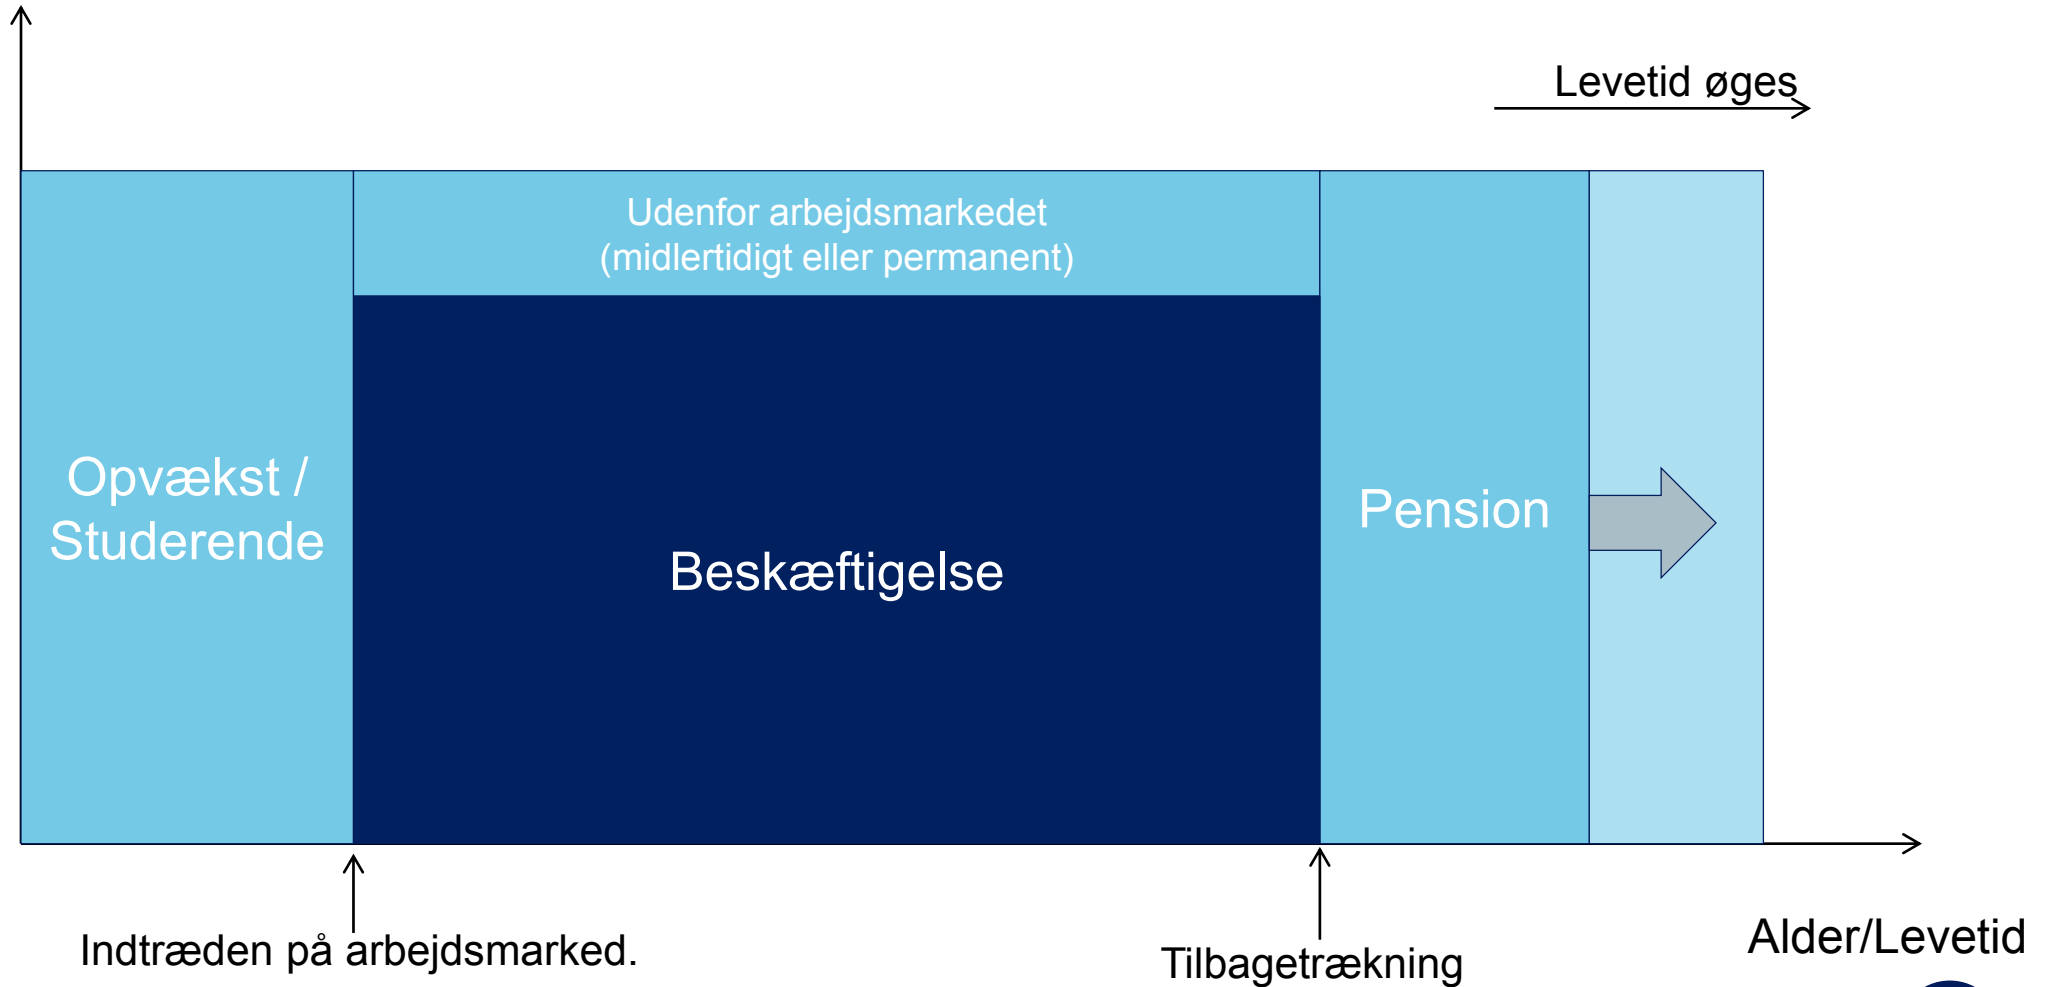 Levetid øges
Udenfor arbejdsmarkedet
(midlertidigt eller permanent)
Opvækst /
Studerende
Beskæftigelse
Pension
Indtræden på arbejdsmarked.
Tilbagetrækning
Alder/Levetid